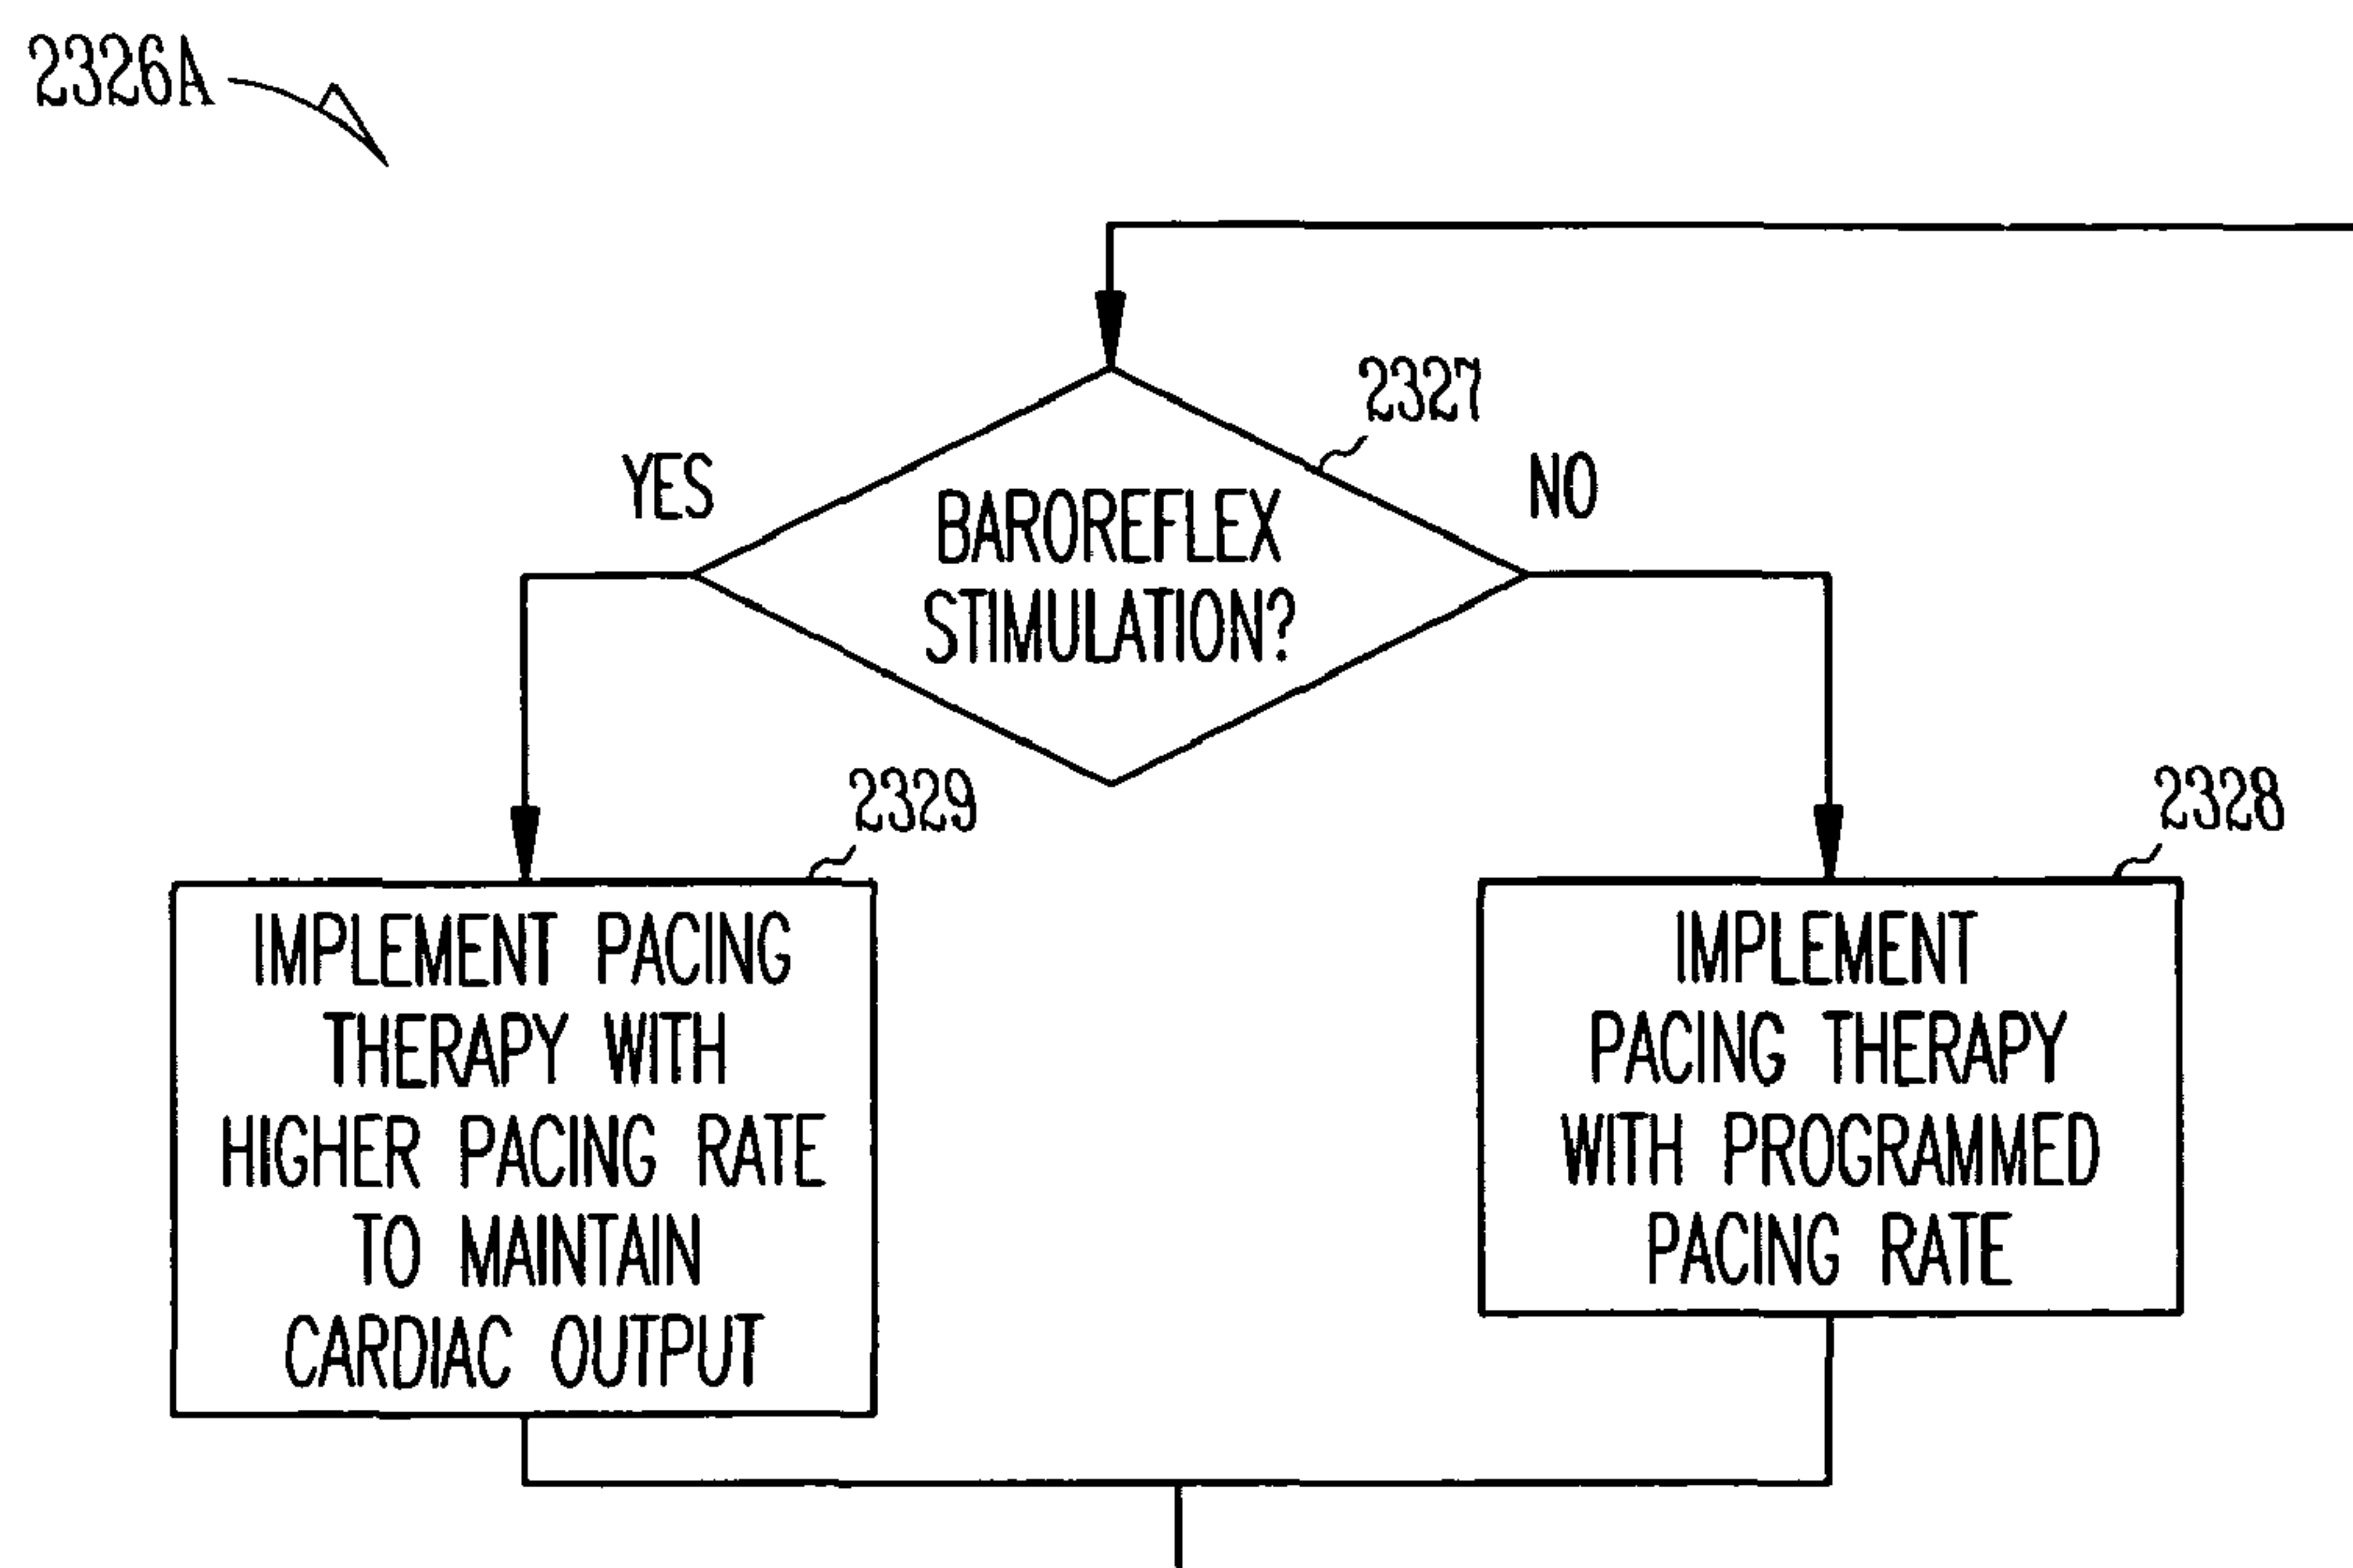 2326A
2327
YES
NO
BAROREFLEX
STIMULATION?
2329
2328
IMPLEMENT PACING
THERAPY WITH
HIGHER PACING RATE
TO MAINTAIN
CARDIAC OUTPUT
IMPLEMENT
PACING THERAPY
WITH PROGRAMMED
PACING RATE